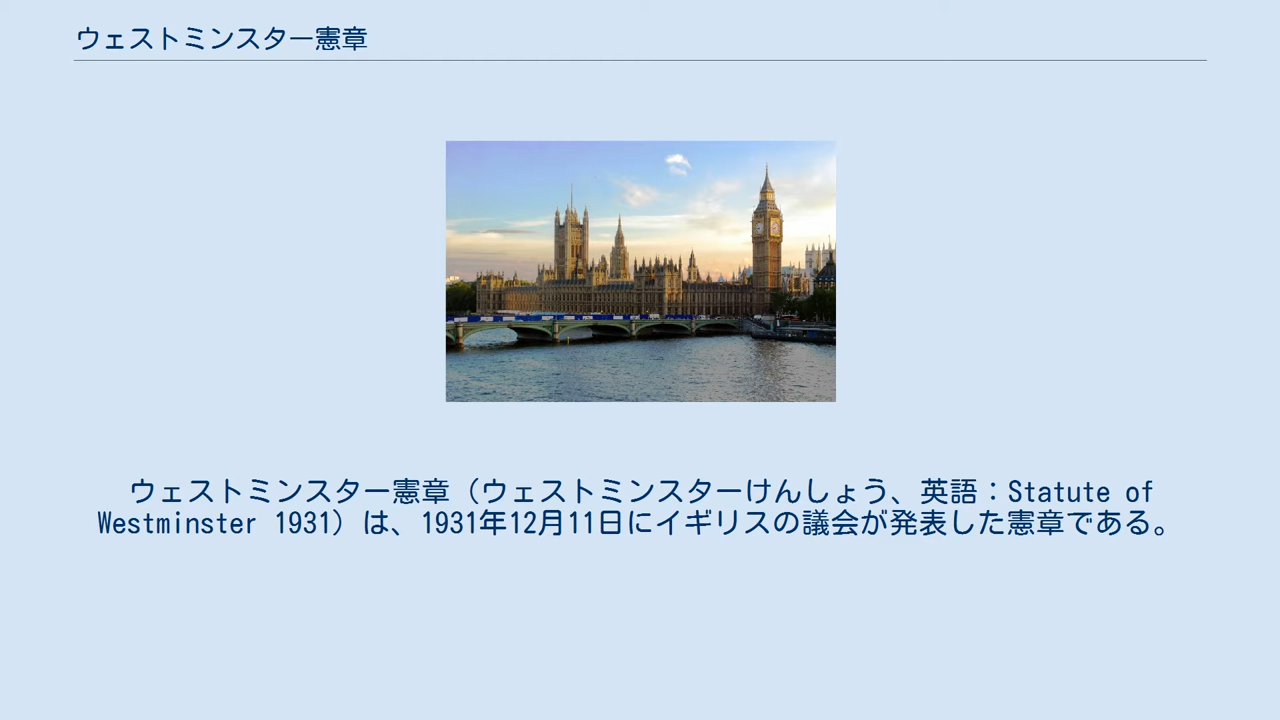 ウェストミンスター憲章
ウェストミンスター憲章（ウェストミンスターけんしょう、英語：Statute of
Westminster 1931）は、1931年12月11日にイギリスの議会が発表した憲章である。